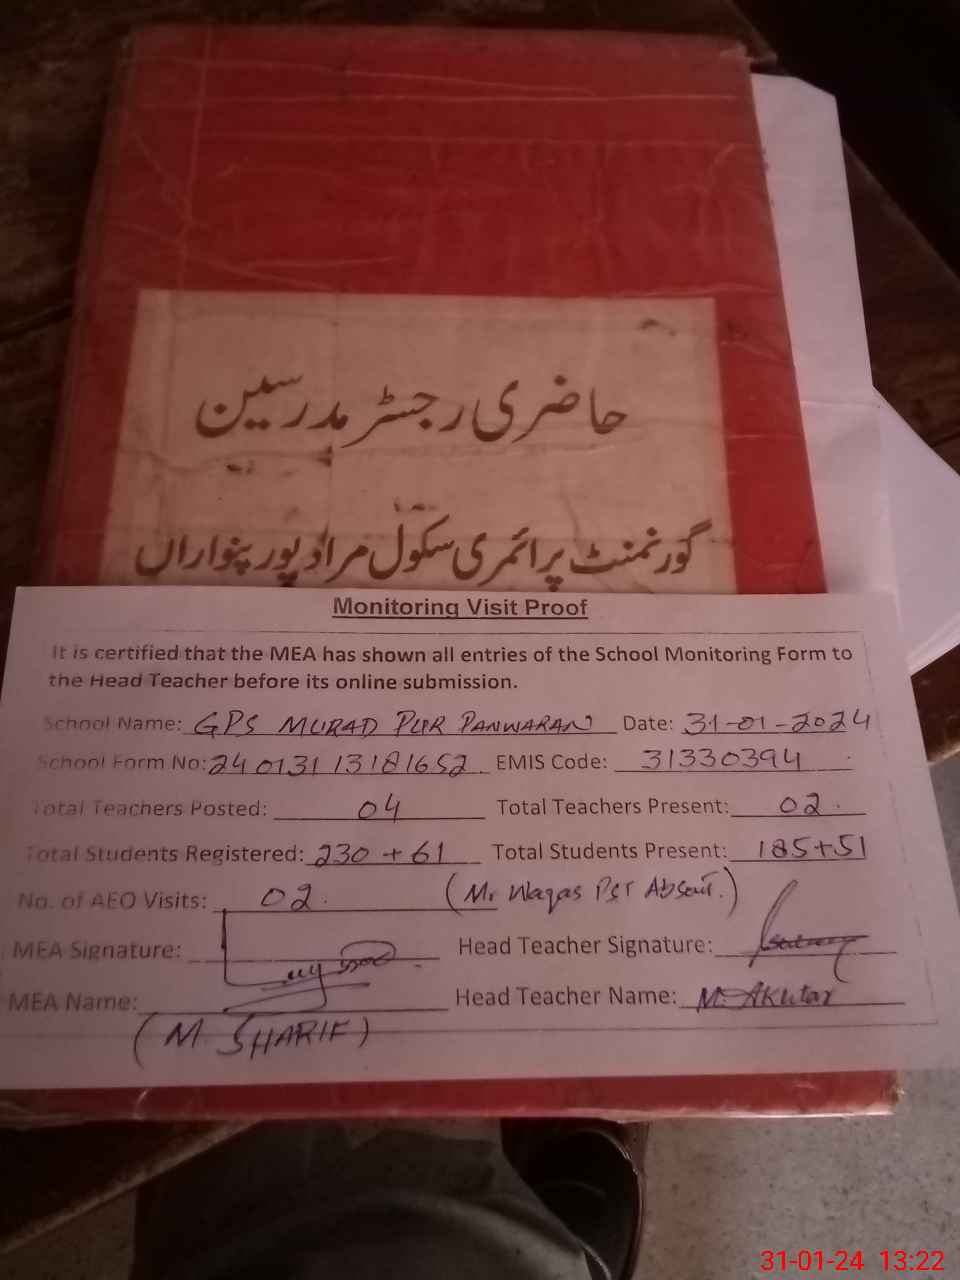 حاضری رجسٹر مدرسین
گورنمنٹ پرائمری سکول مراد پور پنواراں
Monitoring Visit Proof
It is certified that the MEA has shown all entries of the School Monitoring Form to
the Head Teacher before its online submission.
School Name: GPS MURAD PUR PANWARAN Date: 31-01-2024
School Form No: 24013113181652 EMIS Code: 31330394
Total Teachers Posted: 04 Total Teachers Present: 02
Total Students Registered: 230 + 61 Total Students Present: 185+51
No. of AEO Visits: 02. (Mr Waqas PST Absent.)
MEA Signature: Head Teacher Signature:
MEA Name: Head Teacher Name: M. Akhtar
(M SHARIF)
31-01-24 13:22